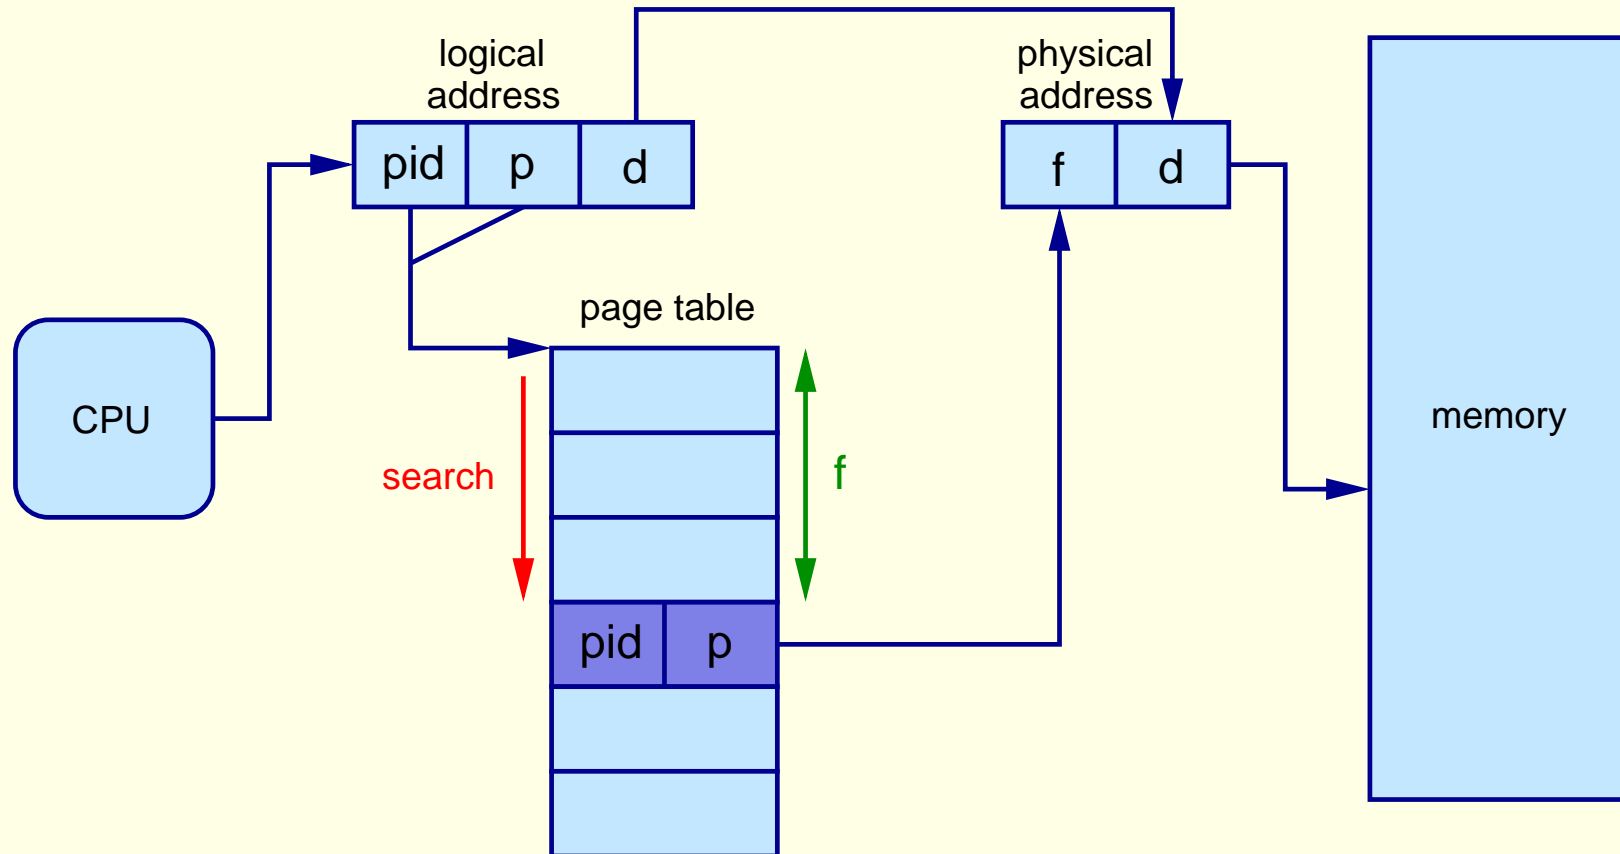 logical
address
physical
address
pid p d
f d
page table
CPU
search
f
memory
pid p